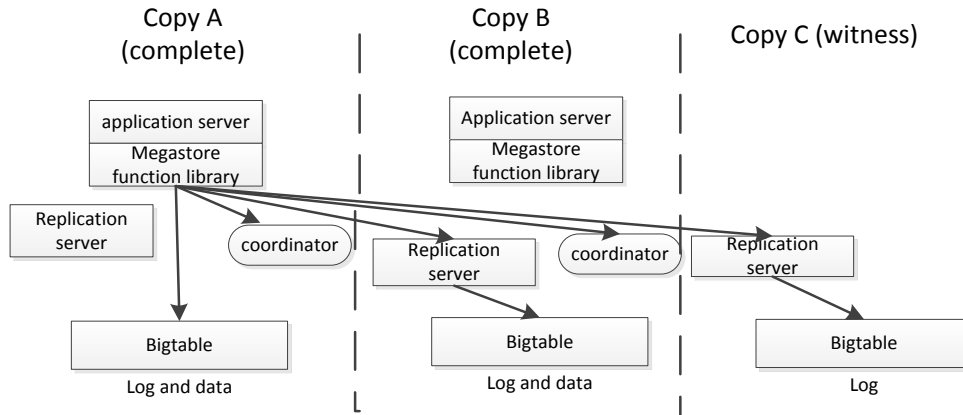 Copy A
(complete)
Copy B
(complete)
Copy C (witness)
application server
Megastore
function library
Application server
Megastore
function library
Replication
server
coordinator
Replication
server
coordinator
Replication
server
Bigtable
Log and data
Bigtable
Log and data
Bigtable
Log